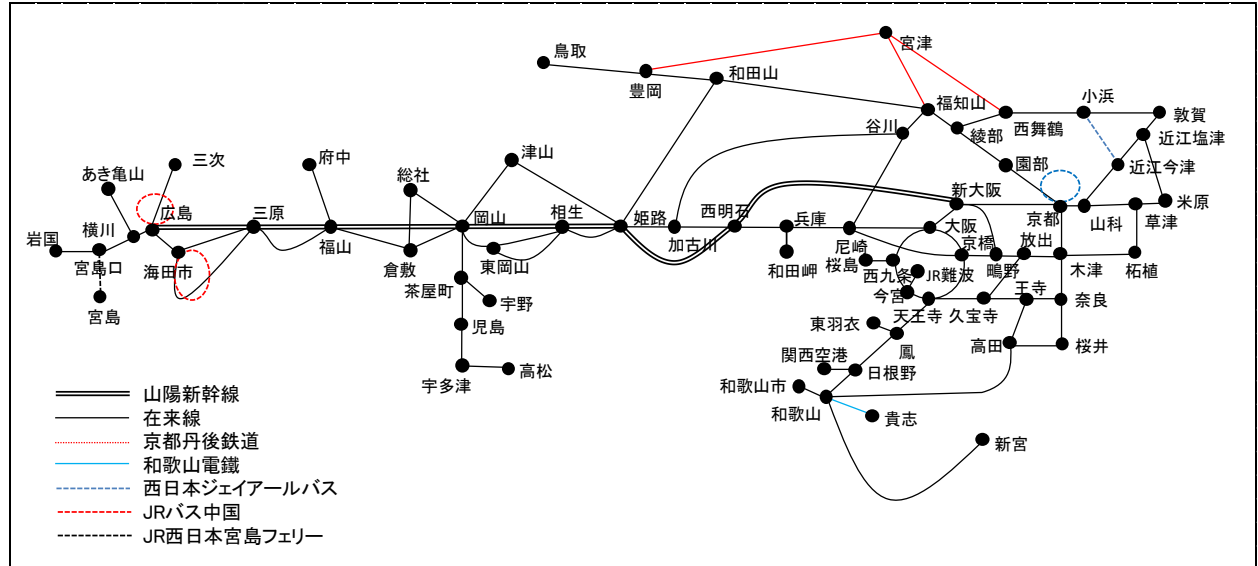 宮津
鳥取
豊岡
和田山
福知山
小浜
敦賀
谷川
綾部
西舞鶴
近江塩津
園部
近江今津
三次
府中
津山
あき亀山
総社
新大阪
米原
横川
広島
三原
岡山
相生
姫路
西明石
兵庫
大阪
京都
山科
草津
岩国
福山
加古川
尼崎
京橋
放出
宮島口
海田市
倉敷
東岡山
和田岬
桜島
西九条
JR難波
鴫野
木津
柘植
茶屋町
今宮
王寺
宮島
宇野
天王寺
久宝寺
奈良
児島
東羽衣
鳳
高田
桜井
関西空港
日根野
宇多津
高松
和歌山市
和歌山
貴志
新宮
山陽新幹線
在来線
京都丹後鉄道
和歌山電鐵
西日本ジェイアールバス
JRバス中国
JR西日本宮島フェリー